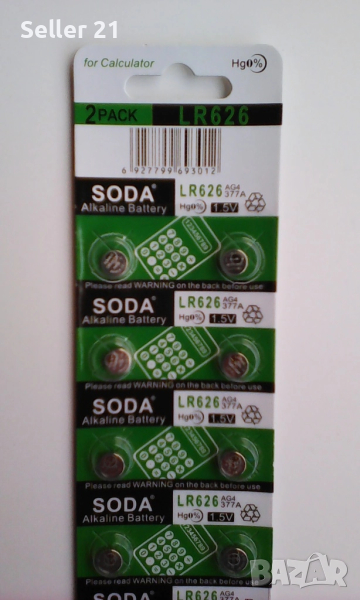 Seller 21
for Calculator
Hg0%
2PACK
LR626
6 927799 693012
SODA®
Alkaline Battery
LR626 AG4 377A
Hg0% 1.5V
Please read WARNING on the back before use
SODA®
Alkaline Battery
LR626 AG4 377A
Hg0% 1.5V
Please read WARNING on the back before use
SODA®
Alkaline Battery
LR626 AG4 377A
Hg0% 1.5V
Please read WARNING on the back before use
SODA®
Alkaline Battery
LR626 AG4 377A
Hg0% 1.5V
BAZAR